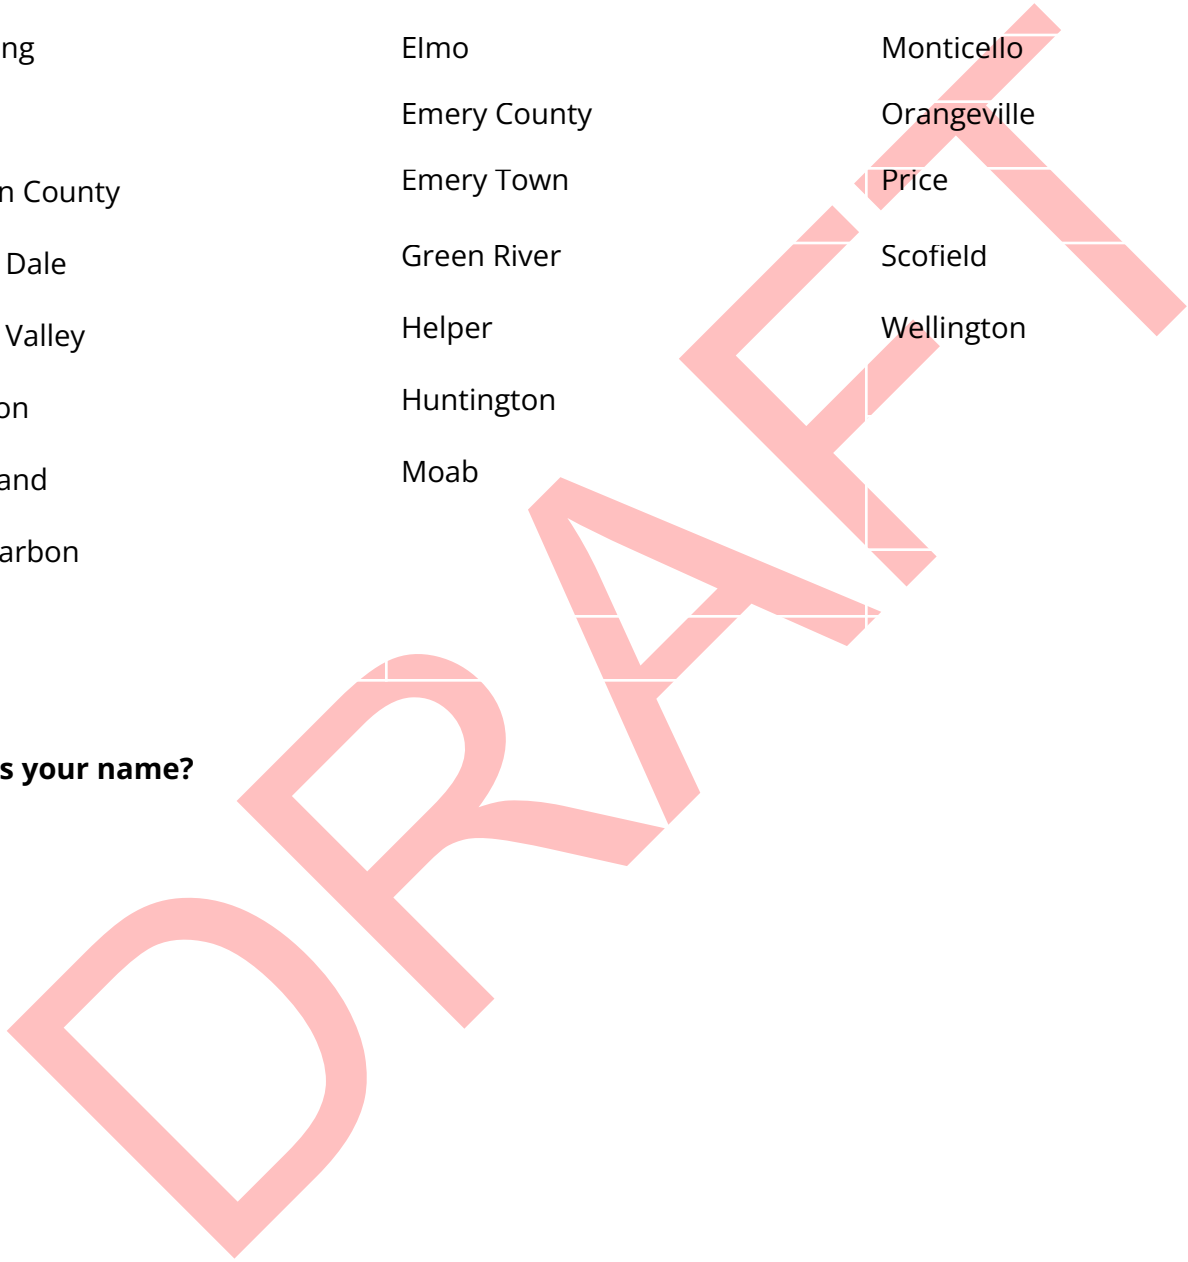 ng
n County
Dale
Valley
on
and
arbon
Elmo
Emery County
Emery Town
Green River
Helper
Huntington
Moab
Monticello
Orangeville
Price
Scofield
Wellington
s your name?
DRAFT